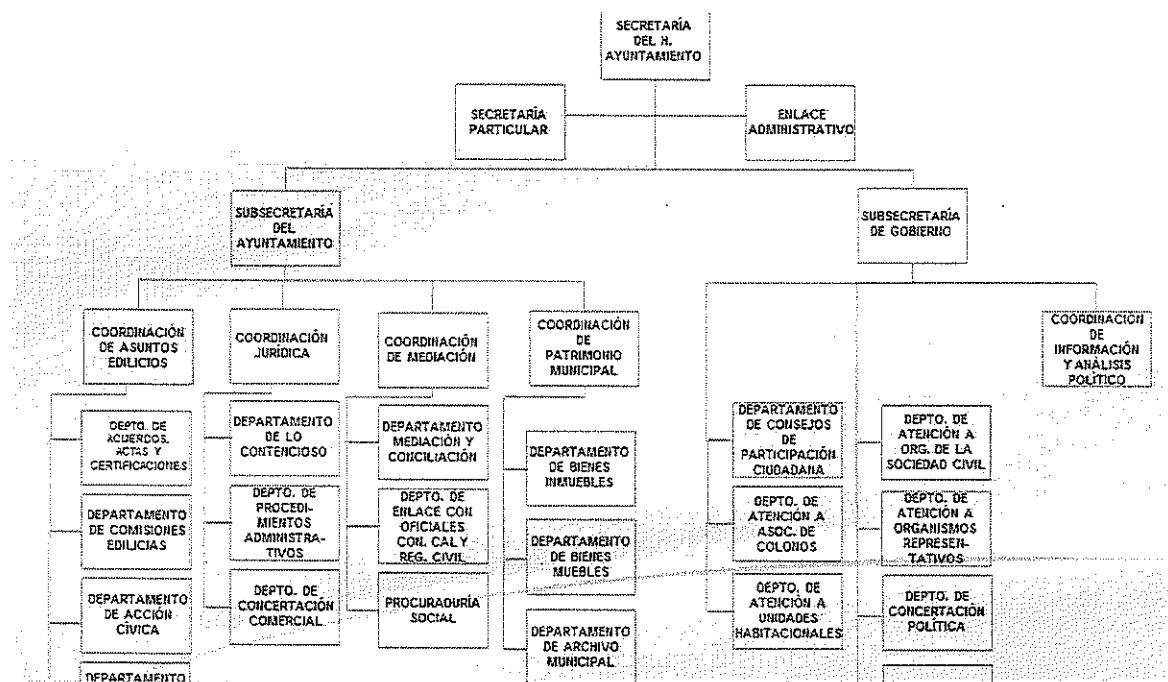 SECRETARÍA
DEL H.
AYUNTAMIENTO
SECRETARÍA
PARTICULAR
ENLACE
ADMINISTRATIVO
SUBSECRETARÍA
DEL
AYUNTAMIENTO
SUBSECRETARÍA
DE GOBIERNO
COORDINACIÓN
DE ASUNTOS
EDILICIOS
COORDINACIÓN
JURÍDICA
COORDINACIÓN
DE MEDIACIÓN
COORDINACIÓN
DE
PATRIMONIO
MUNICIPAL
COORDINACIÓN
DE
INFORMACIÓN
Y ANÁLISIS
POLÍTICO
DEPTO. DE
ACUERDOS,
ACTAS Y
CERTIFICACIONES
DEPARTAMENTO
DE COMISIONES
EDILICIAS
DEPARTAMENTO
DE ACCIÓN
CÍVICA
DEPARTAMENTO
DEPARTAMENTO
DE LO
CONTENCIOSO
DEPTO. DE
PROCEDI-
MIENTOS
ADMINISTRA-
TIVOS
DEPTO. DE
CONCERTACIÓN
COMERCIAL
DEPARTAMENTO
MEDIACIÓN Y
CONCILIACIÓN
DEPTO. DE
ENLACE CON
OFICIALES
CON. CAL Y
REG. CIVIL
PROCURADURÍA
SOCIAL
DEPARTAMENTO
DE BIENES
INMUEBLES
DEPARTAMENTO
DE BIENES
MUEBLES
DEPARTAMENTO
DE ARCHIVO
MUNICIPAL
DEPARTAMENTO
DE CONSEJOS
DE
PARTICIPACIÓN
CIUDADANA
DEPTO. DE
ATENCIÓN A
ASOC. DE
COLONOS
DEPTO. DE
ATENCIÓN A
UNIDADES
HABITACIONALES
DEPTO. DE
ATENCIÓN A
ORG. DE LA
SOCIEDAD CIVIL
DEPTO. DE
ATENCIÓN A
ORGANISMOS
REPRESEN-
TATIVOS
DEPTO. DE
CONCERTACIÓN
POLÍTICA